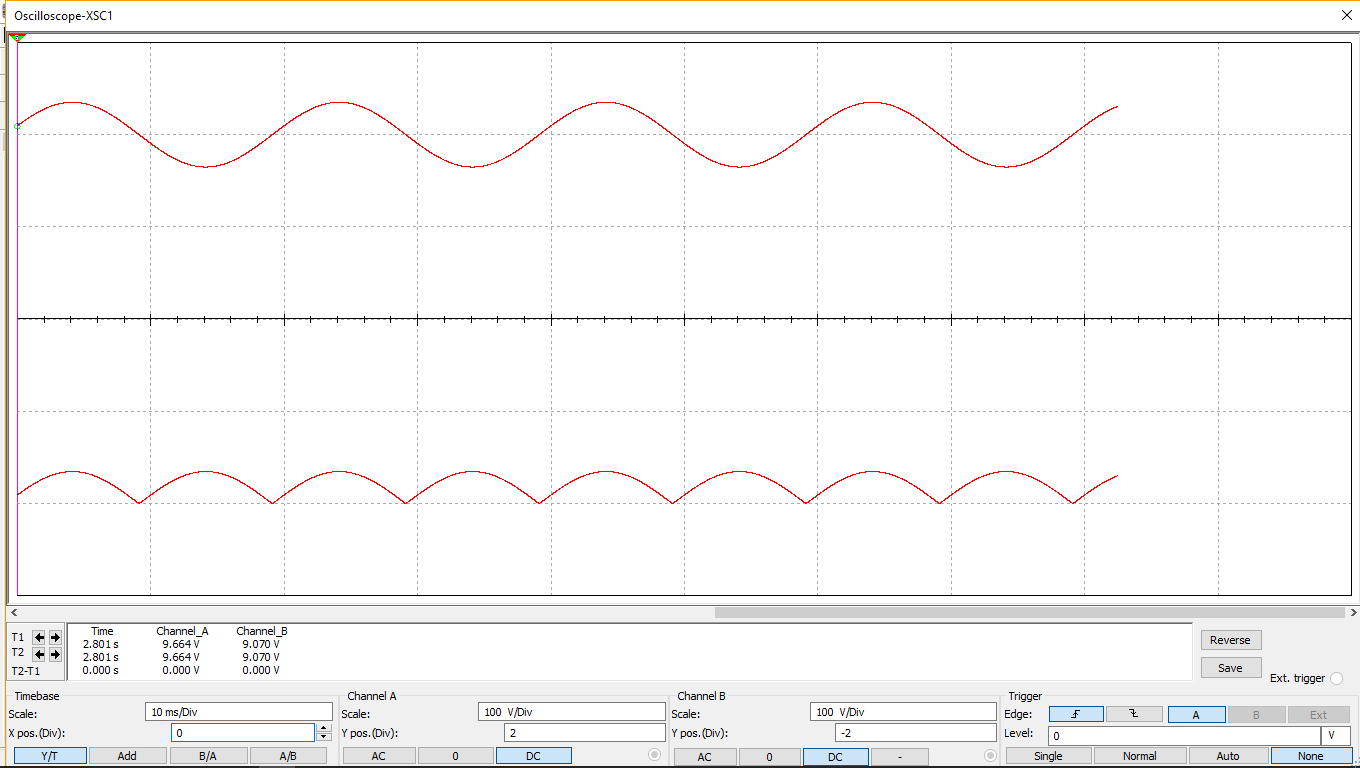 Oscilloscope-XSC1
T1
T2
T2-T1
Time Channel_A Channel_B
2.801 s 9.664 V 9.070 V
2.801 s 9.664 V 9.070 V
0.000 s 0.000 V 0.000 V
Reverse
Save
Ext. trigger
Timebase
Scale: 10 ms/Div
X pos.(Div): 0
Y/T Add B/A A/B
Channel A
Scale: 100 V/Div
Y pos.(Div): 2
AC 0 DC
Channel B
Scale: 100 V/Div
Y pos.(Div): -2
AC 0 DC -
Trigger
Edge: A B Ext
Level: 0 V
Single Normal Auto None